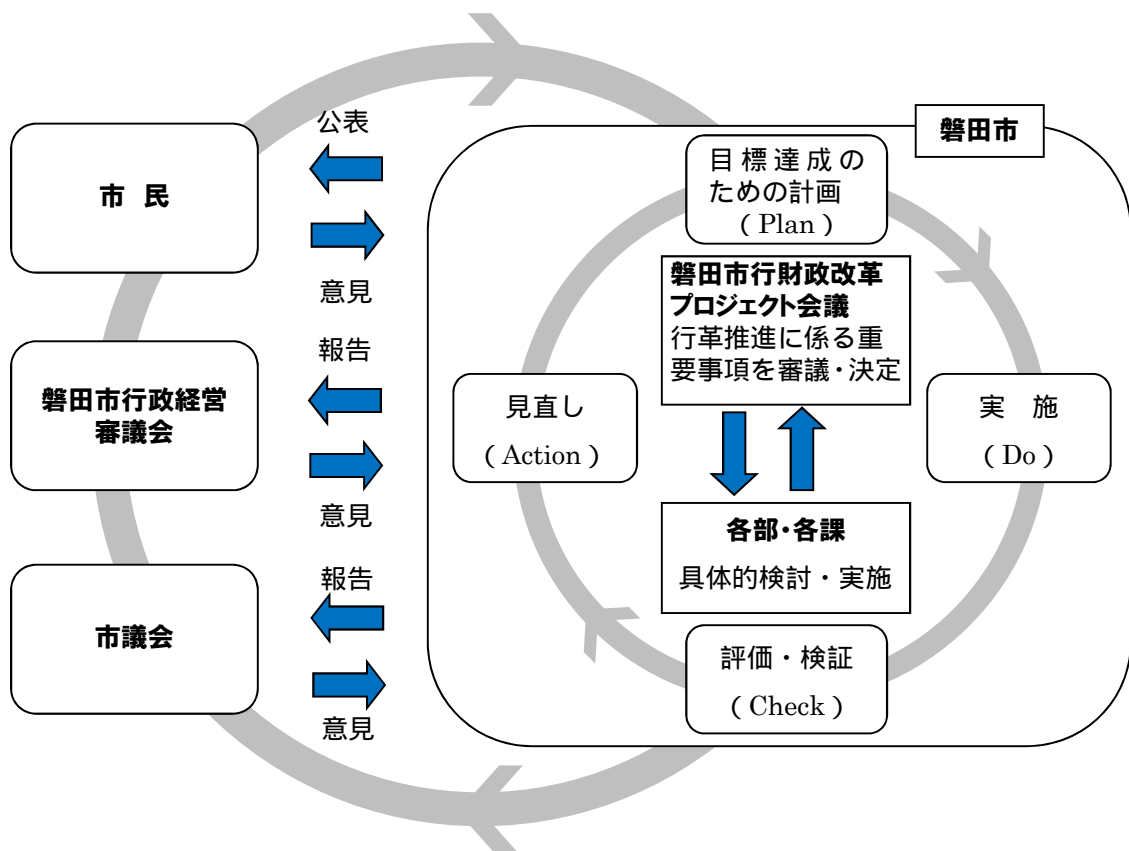 公表
市 民
意見
報告
磐田市行政経営
審議会
意見
報告
市議会
意見
磐田市
目標達成の
ための計画
( Plan )
磐田市行財政改革
プロジェクト会議
行革推進に係る重
要事項を審議・決定
見直し
( Action )
実 施
( Do )
各部・各課
具体的検討・実施
評価・検証
( Check )